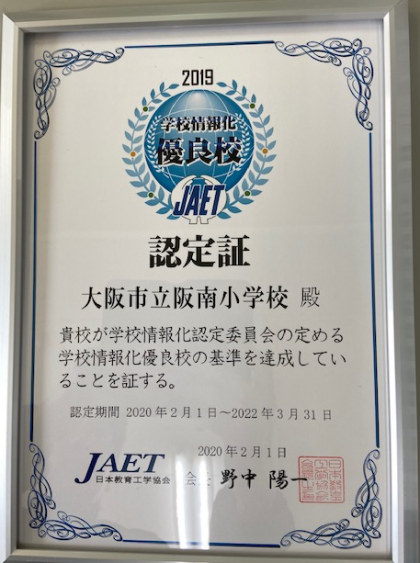 2019
学校情報化
優良校
JAET
認定証
大阪市立阪南小学校 殿
貴校が学校情報化認定委員会の定める
学校情報化優良校の基準を達成してい
ることを証する。
認定期間 2020年2月1日～2022年3月31日
2020年2月1日
JAET
日本教育工学協会
会長 野中 陽一